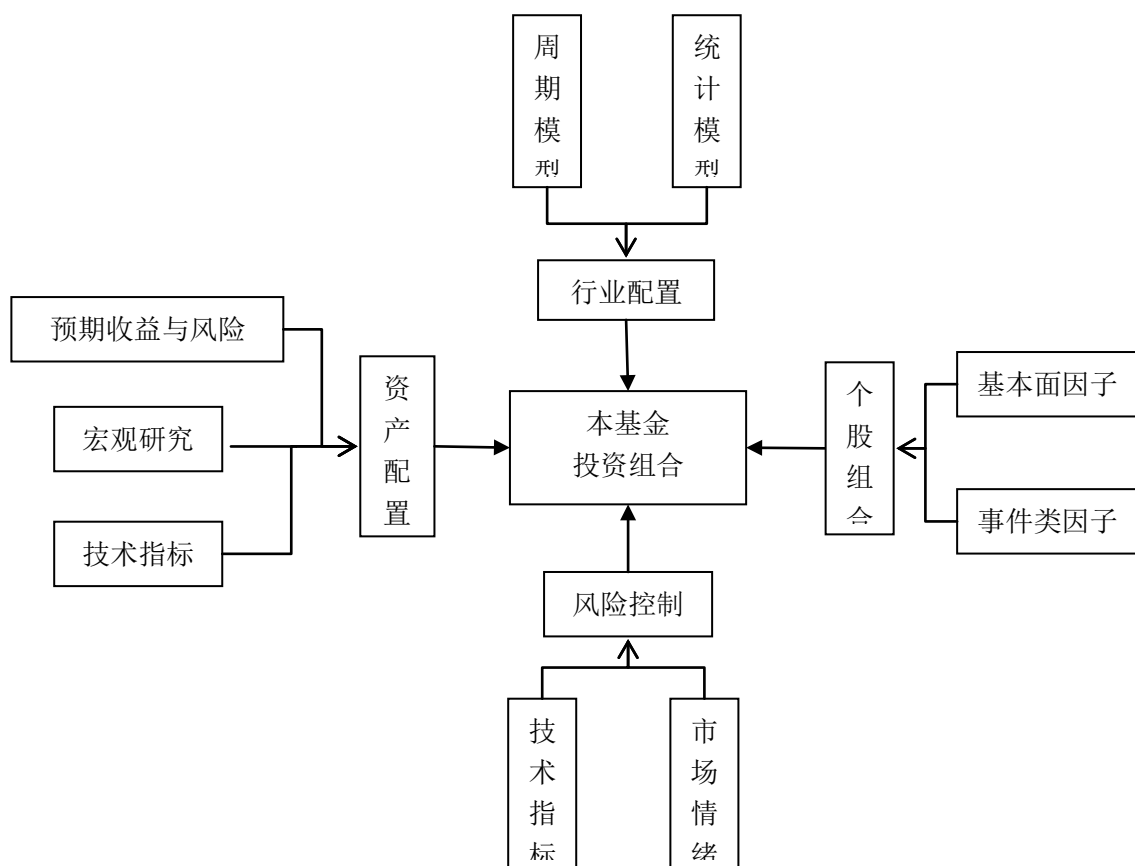 周期模型
统计模型
行业配置
预期收益与风险
宏观研究
技术指标
资产配置
本基金
投资组合
个股组合
基本面因子
事件类因子
风险控制
技术指标
市场情绪